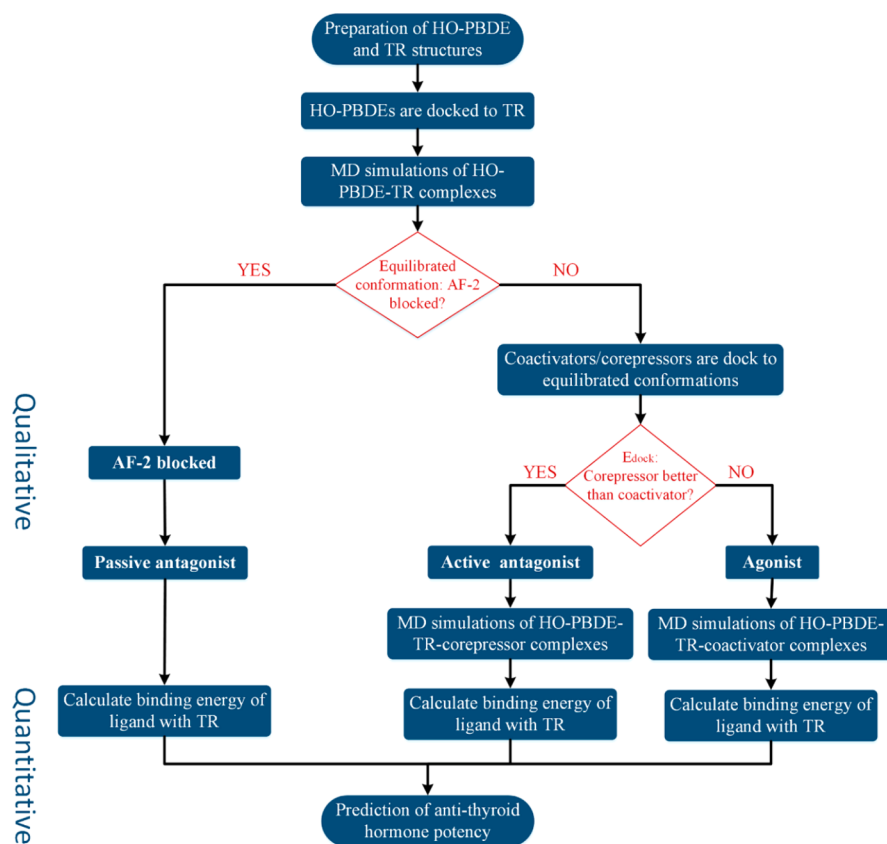 Preparation of HO-PBDE
and TR structures
HO-PBDEs are docked to TR
MD simulations of HO-
PBDE-TR complexes
YES
Equilibrated
conformation: AF-2
blocked?
NO
Coactivators/corepressors are dock to
equilibrated conformations
Qualitative
AF-2 blocked
YES
Edock:
Corepressor better
than coactivator?
NO
Passive antagonist
Active antagonist
Agonist
MD simulations of HO-PBDE-
TR-corepressor complexes
MD simulations of HO-PBDE-
TR-coactivator complexes
Quantitative
Calculate binding energy of
ligand with TR
Calculate binding energy of
ligand with TR
Calculate binding energy of
ligand with TR
Prediction of anti-thyroid
hormone potency